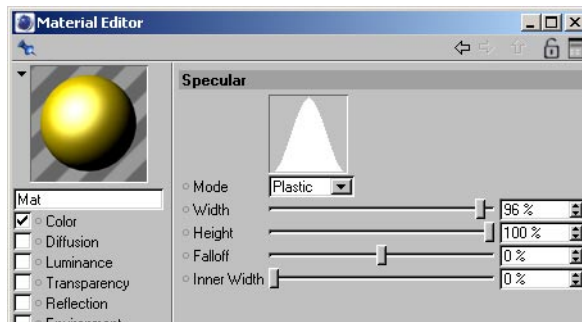 Material Editor
Specular
Mode Plastic
Mat
Width 96 %
Color
Height 100 %
Diffusion
Falloff 0 %
Luminance
Inner Width 0 %
Transparency
Reflection